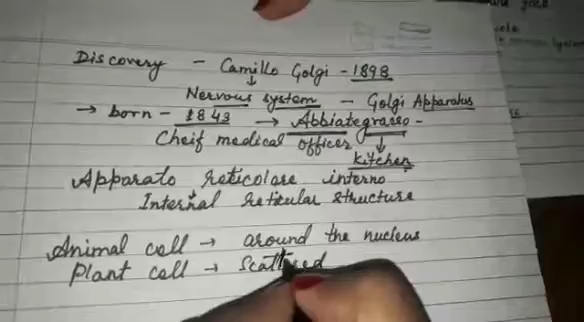 Discovery - Camillo Golgi - 1898
↓
Nervous system - Golgi Apparatus
→ born - 1843 → Abbiategrasso -
Cheif medical officer ↓
Kitchen
Apparato reticolare interno
Internal reticular structure
Animal cell → around the nucleus
Plant cell → Scattered